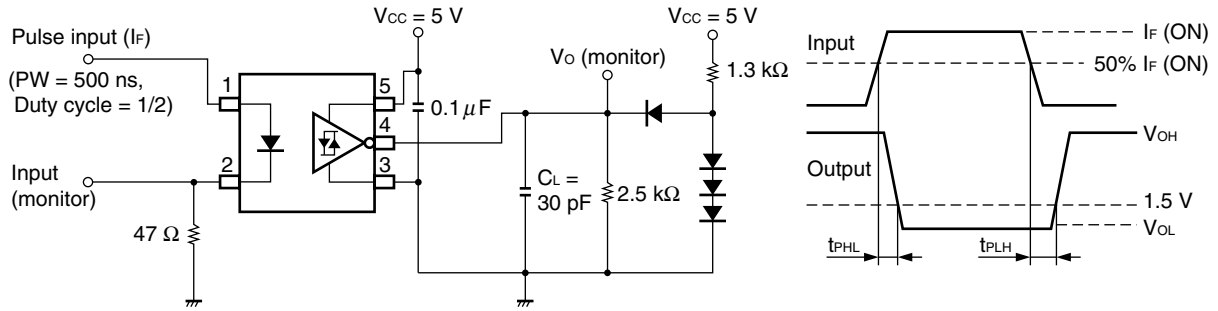 Pulse input (IF)
(PW = 500 ns,
Duty cycle = 1/2)
Input
(monitor)
47 Ω
1
2
5
4
3
VCC = 5 V
0.1 μF
VO (monitor)
CL =
30 pF
2.5 kΩ
VCC = 5 V
1.3 kΩ
Input
IF (ON)
50% IF (ON)
Output
VOH
1.5 V
VOL
tPHL
tPLH